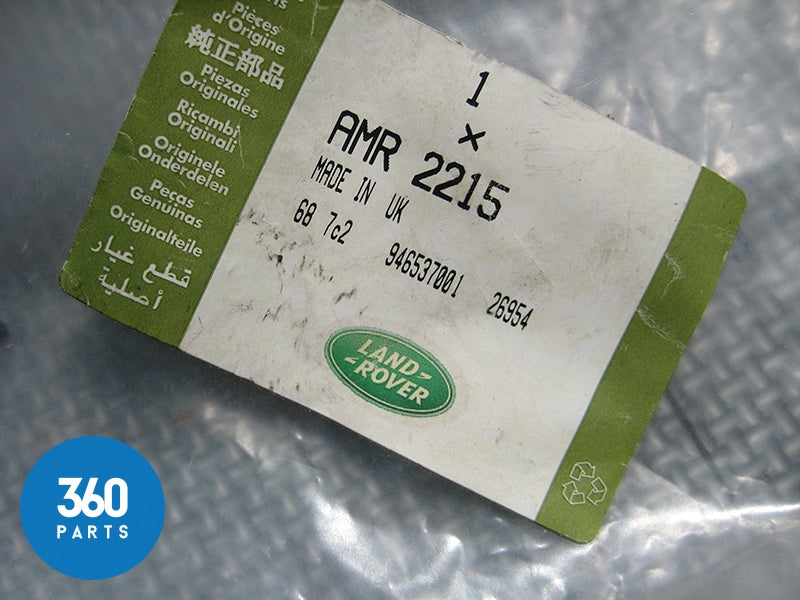 Pièces
d'Origine
純正部品
Piezas
Originales
Ricambi
Originali
Originele
Onderdelen
Peças
Genuínas
Originalteile
قطع غيار
أصلية
1
x
AMR 2215
MADE IN UK
68 7c2 946537001 26954
LAND
ROVER
360
PARTS